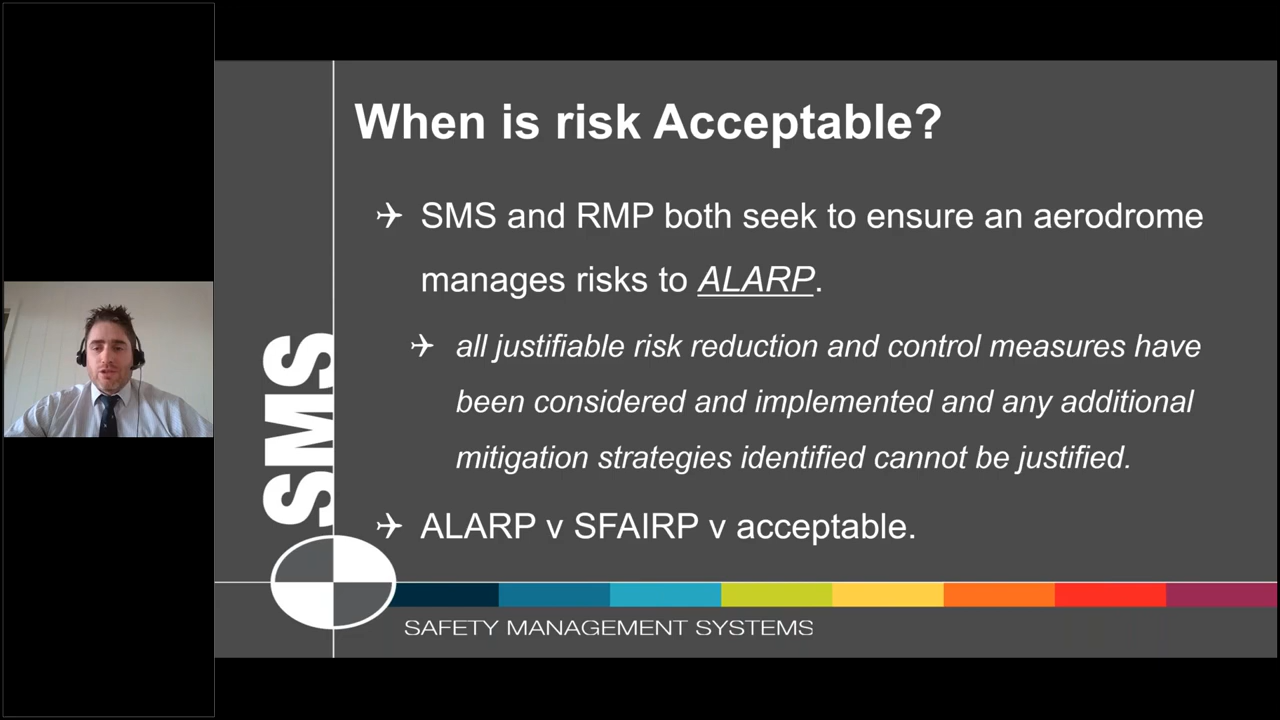 When is risk Acceptable?
SMS and RMP both seek to ensure an aerodrome
manages risks to ALARP.
all justifiable risk reduction and control measures have
been considered and implemented and any additional
mitigation strategies identified cannot be justified.
ALARP v SFAIRP v acceptable.
SMS
SAFETY MANAGEMENT SYSTEMS